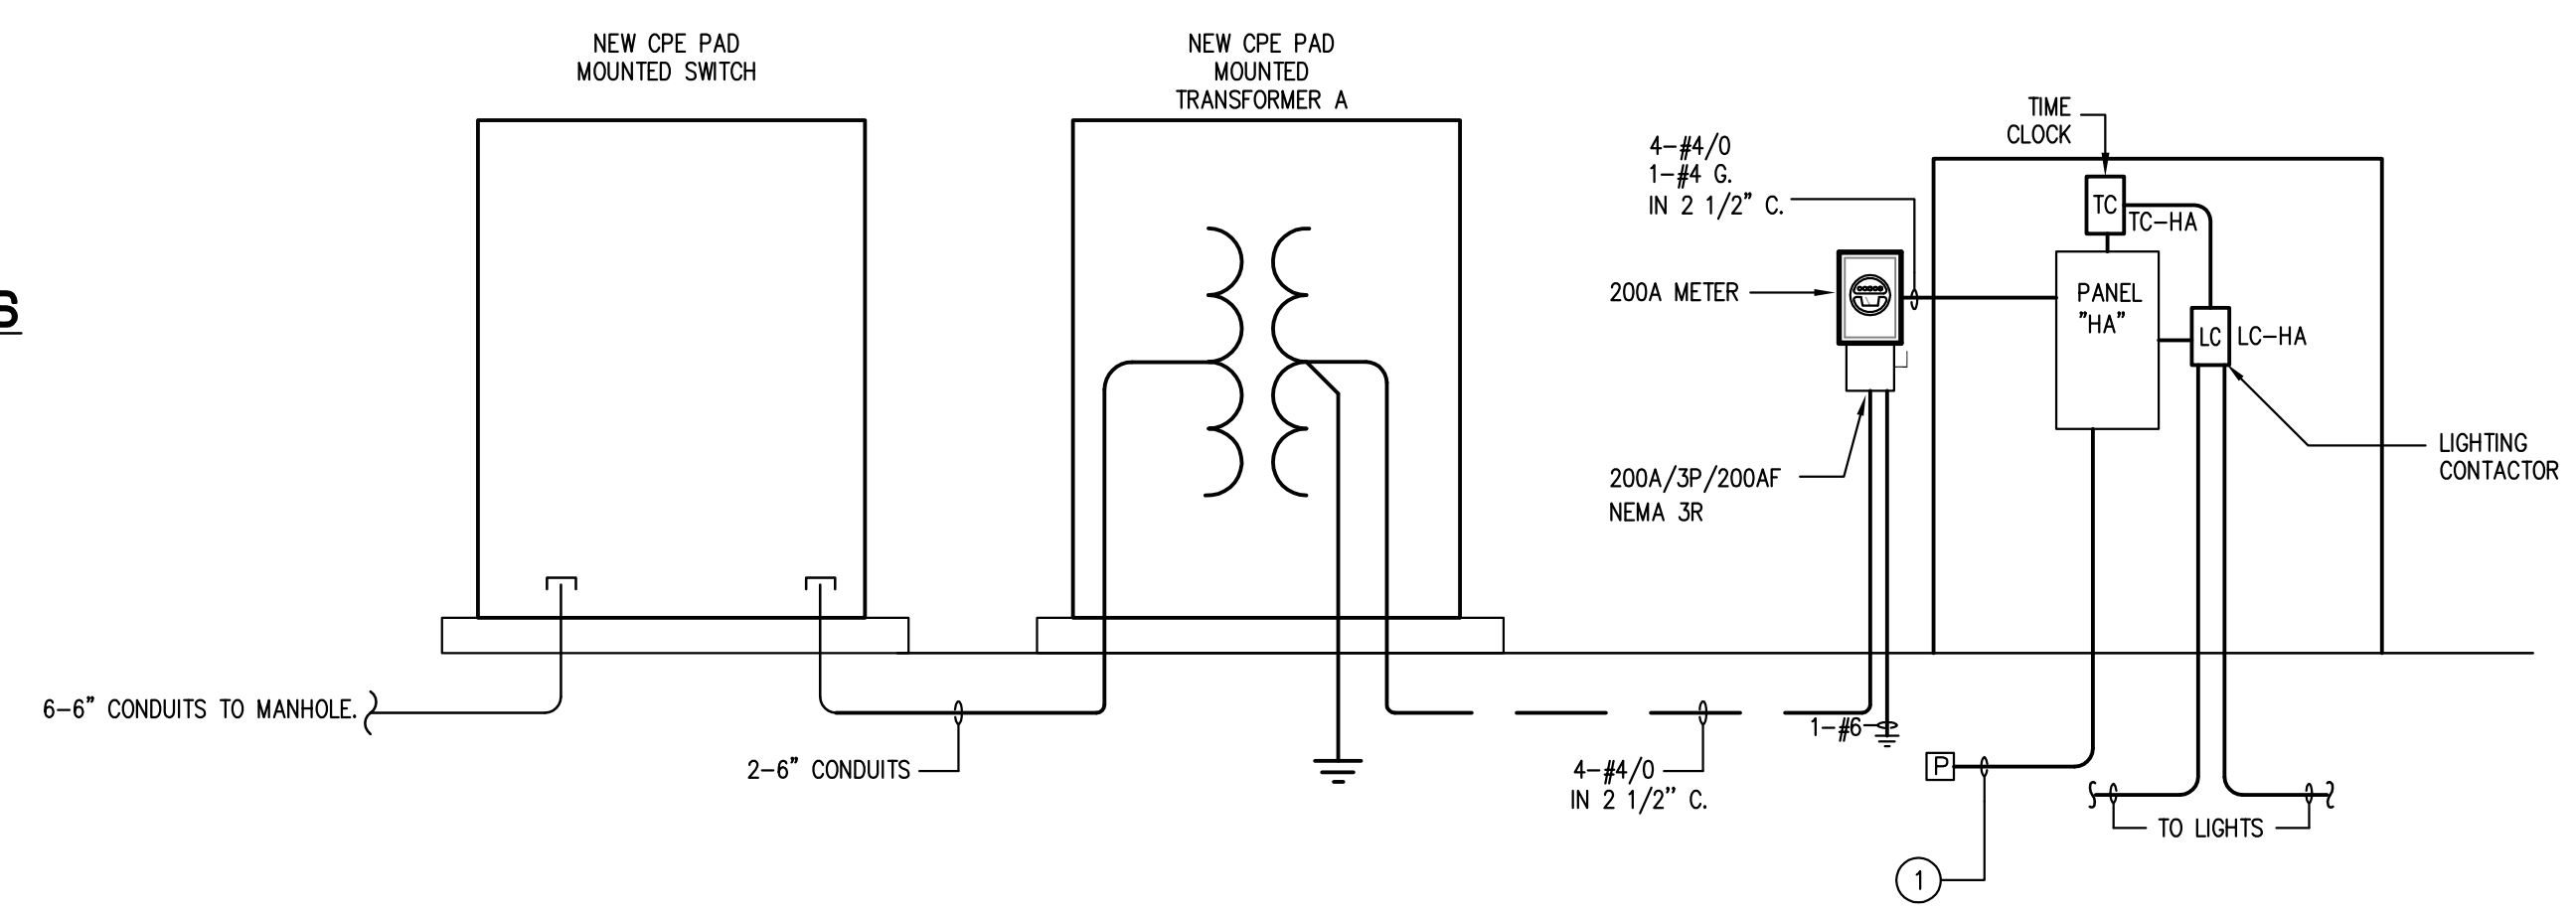 NEW CPE PAD
MOUNTED SWITCH
NEW CPE PAD
MOUNTED
TRANSFORMER A
TIME
CLOCK
4-#4/0
1-#4 G.
IN 2 1/2" C.
TC
TC-HA
200A METER
PANEL
"HA"
LC
LC-HA
S
LIGHTING
CONTACTOR
200A/3P/200AF
NEMA 3R
6-6" CONDUITS TO MANHOLE.
2-6" CONDUITS
1-#6
4-#4/0
IN 2 1/2" C.
P
TO LIGHTS
1